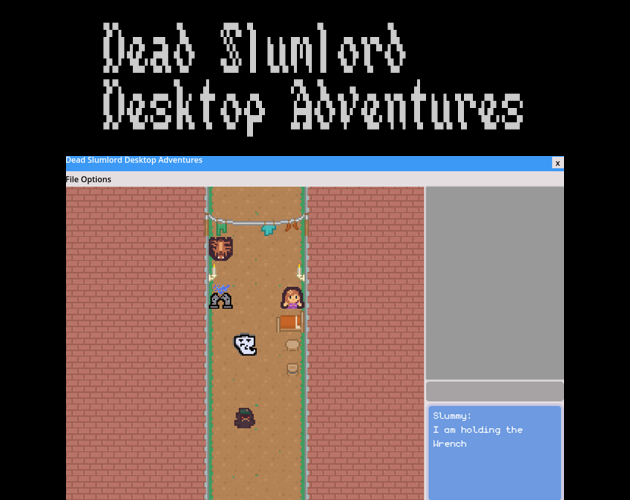 Dead Slumlord
Desktop Adventures
Dead Slumlord Desktop Adventures
x
File Options
Slummy:
I am holding the
Wrench